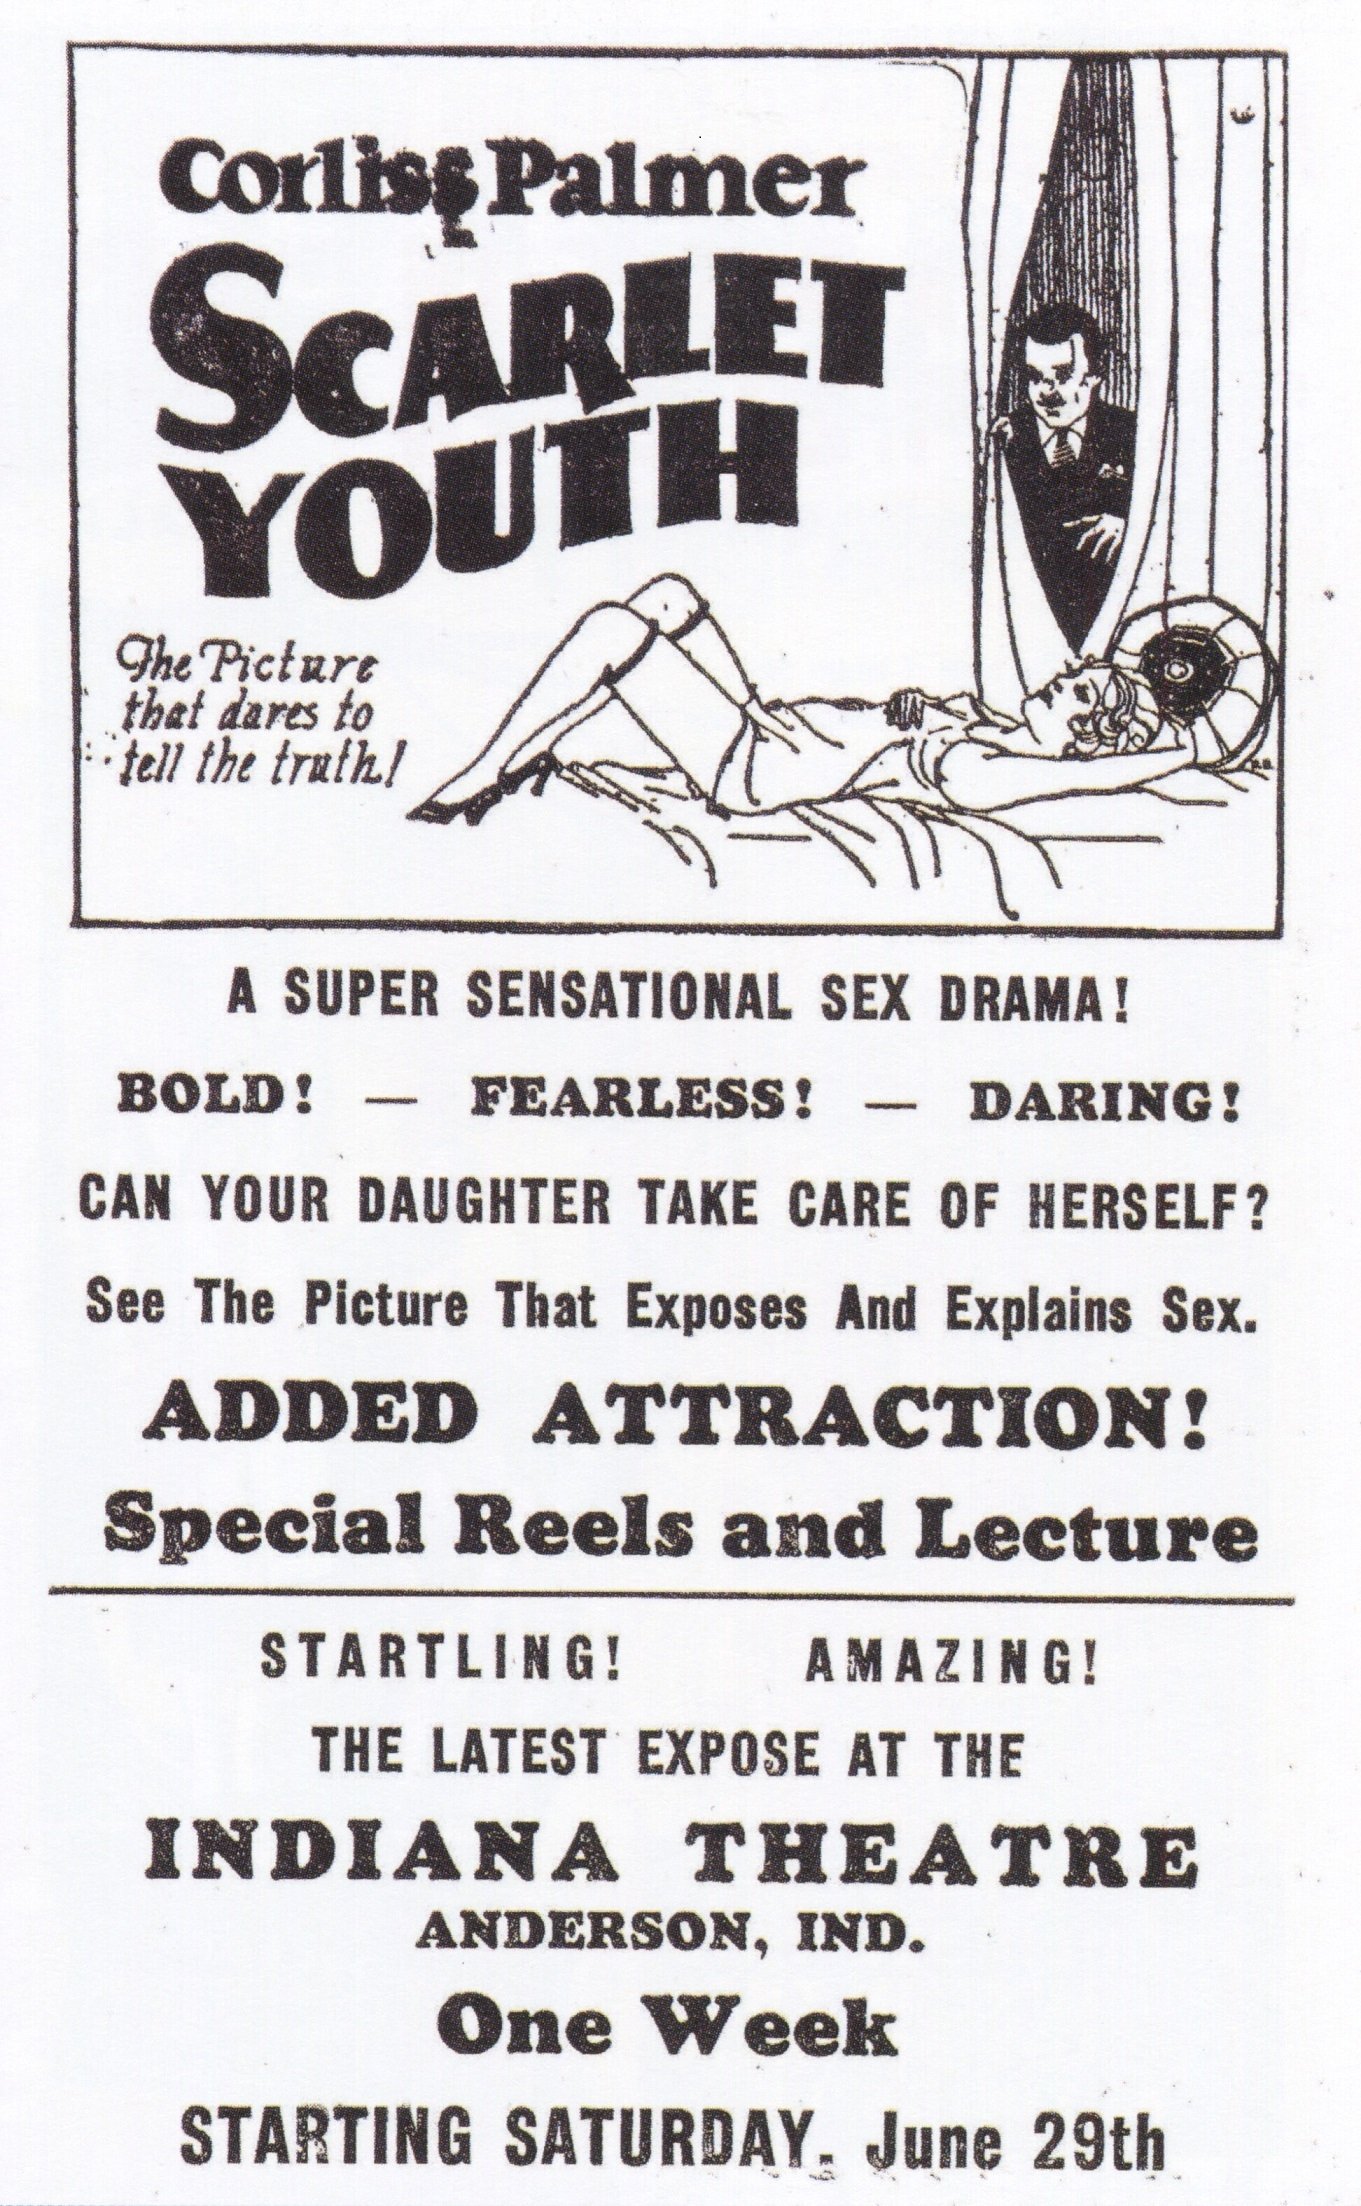 Corliss Palmer
SCARLET
YOUTH
The Picture
that dares to
tell the truth!
A SUPER SENSATIONAL SEX DRAMA!
BOLD! — FEARLESS! — DARING!
CAN YOUR DAUGHTER TAKE CARE OF HERSELF?
See The Picture That Exposes And Explains Sex.
ADDED ATTRACTION!
Special Reels and Lecture
STARTLING! AMAZING!
THE LATEST EXPOSE AT THE
INDIANA THEATRE
ANDERSON, IND.
One Week
STARTING SATURDAY. June 29th